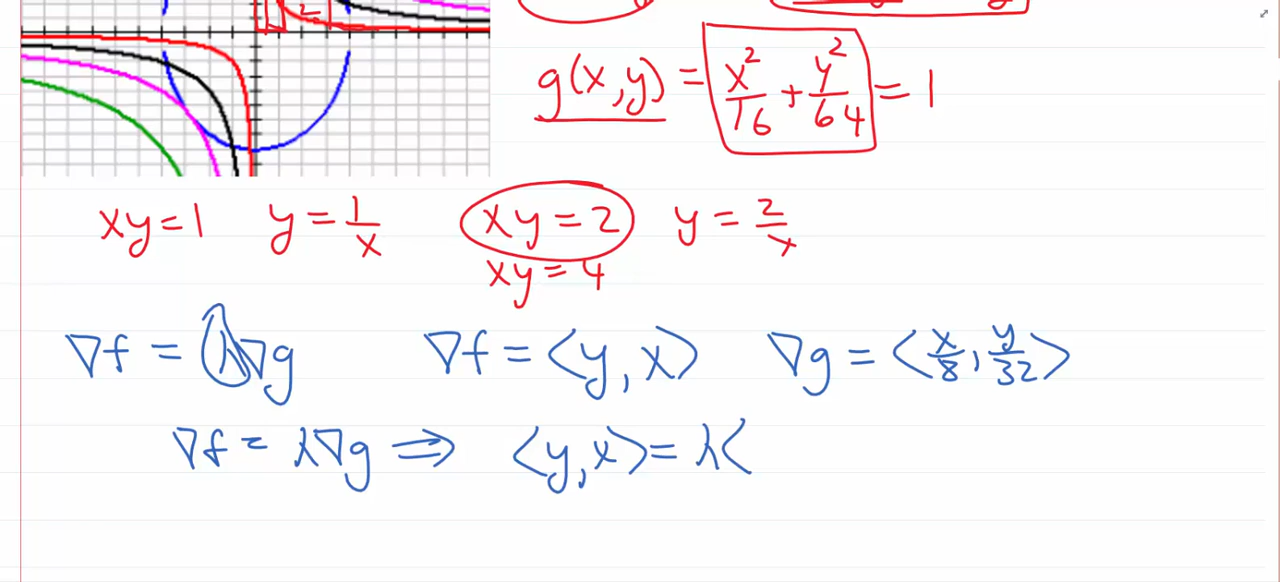 g(x,y) = x²/16 + y²/64 = 1
xy=1 y=1/x xy=2 y=2/x
xy=4
∇f = λ∇g ∇f = ⟨y, x⟩ ∇g = ⟨x/8, y/32⟩
∇f = λ∇g ⟹ ⟨y,x⟩ = λ⟨